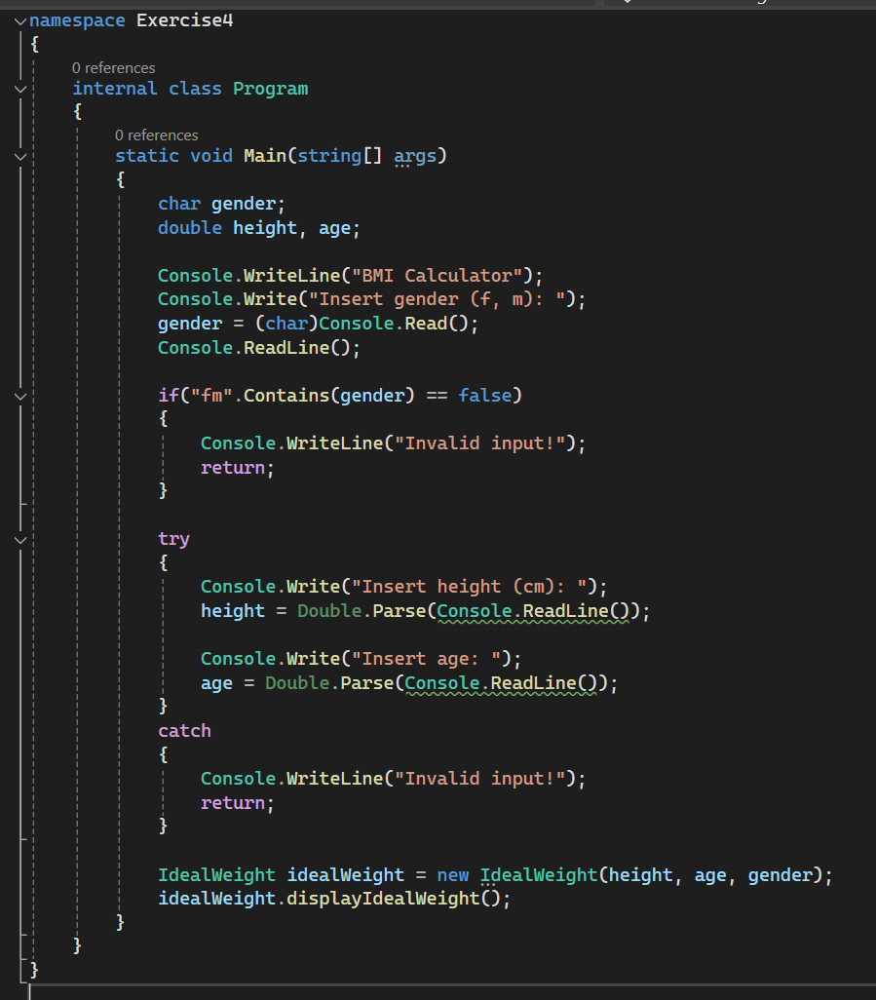 namespace Exercise4
{
0 references
internal class Program
{
0 references
static void Main(string[] args)
{
char gender;
double height, age;
Console.WriteLine("BMI Calculator");
Console.Write("Insert gender (f, m): ");
gender = (char)Console.Read();
Console.ReadLine();
if("fm".Contains(gender) == false)
{
Console.WriteLine("Invalid input!");
return;
}
try
{
Console.Write("Insert height (cm): ");
height = Double.Parse(Console.ReadLine());
Console.Write("Insert age: ");
age = Double.Parse(Console.ReadLine());
}
catch
{
Console.WriteLine("Invalid input!");
return;
}
IdealWeight idealWeight = new IdealWeight(height, age, gender);
idealWeight.displayIdealWeight();
}
}
}